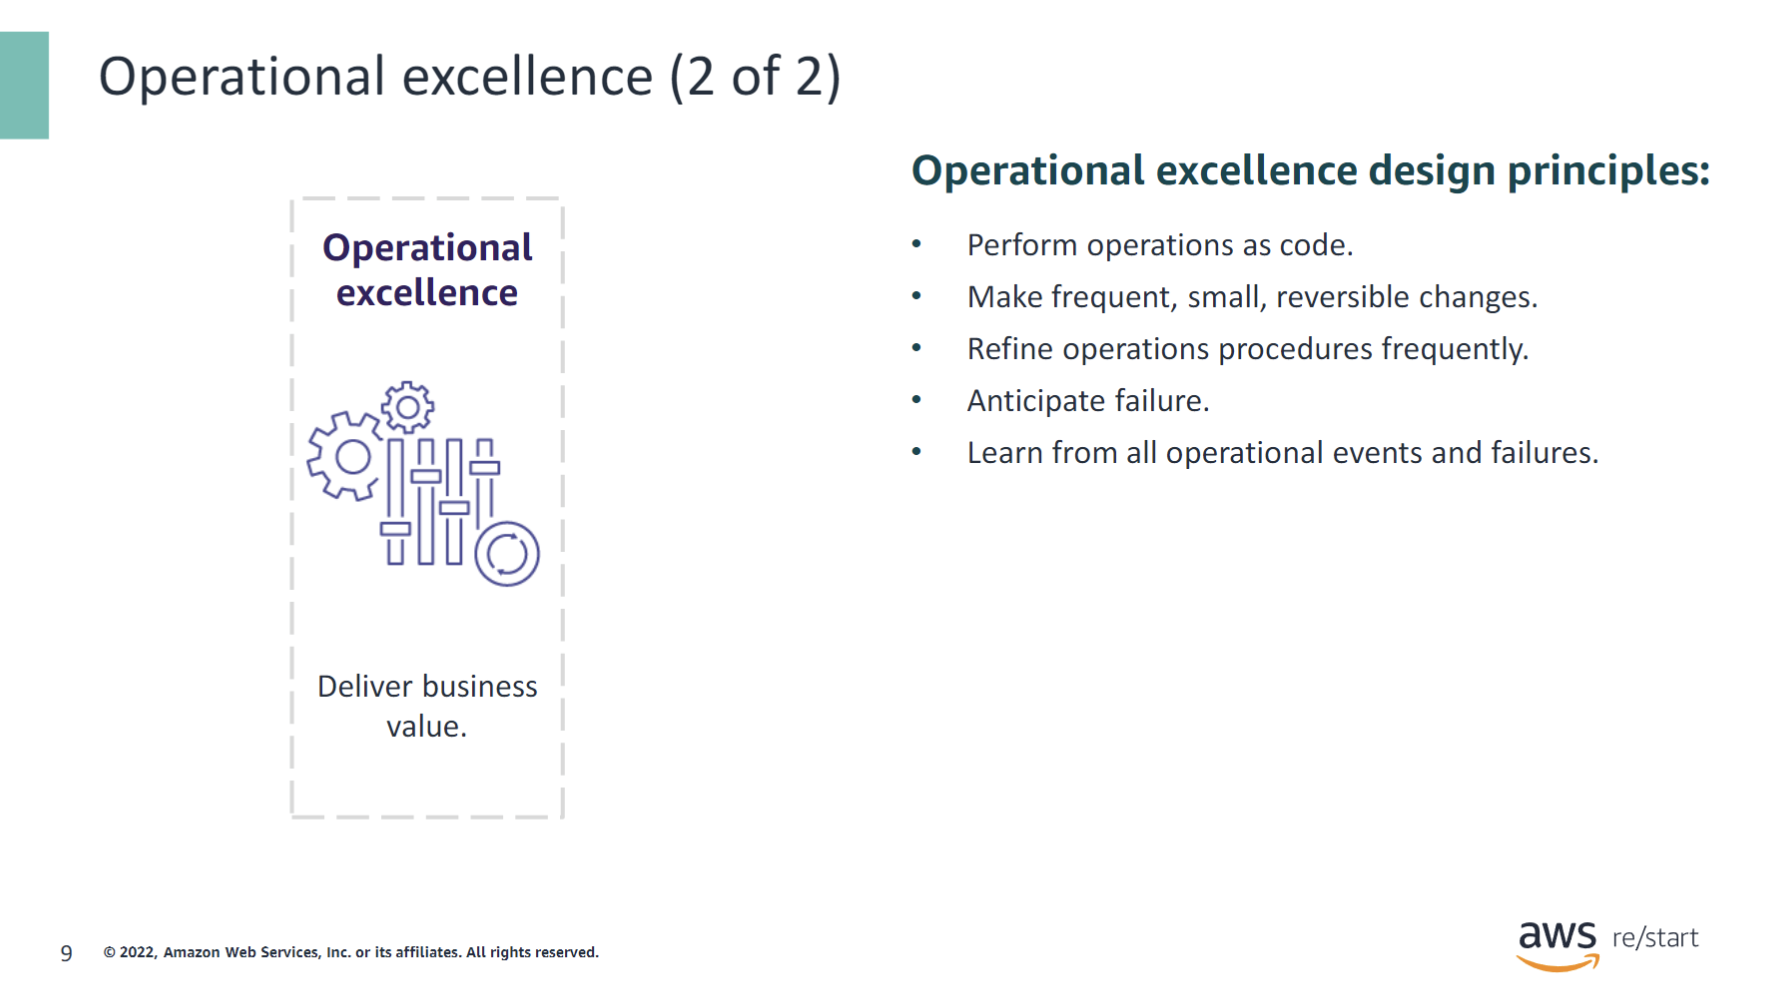 Operational excellence (2 of 2)
Operational
excellence
Deliver business
value.
Operational excellence design principles:
• Perform operations as code.
• Make frequent, small, reversible changes.
• Refine operations procedures frequently.
• Anticipate failure.
• Learn from all operational events and failures.
9 © 2022, Amazon Web Services, Inc. or its affiliates. All rights reserved.
aws re/start